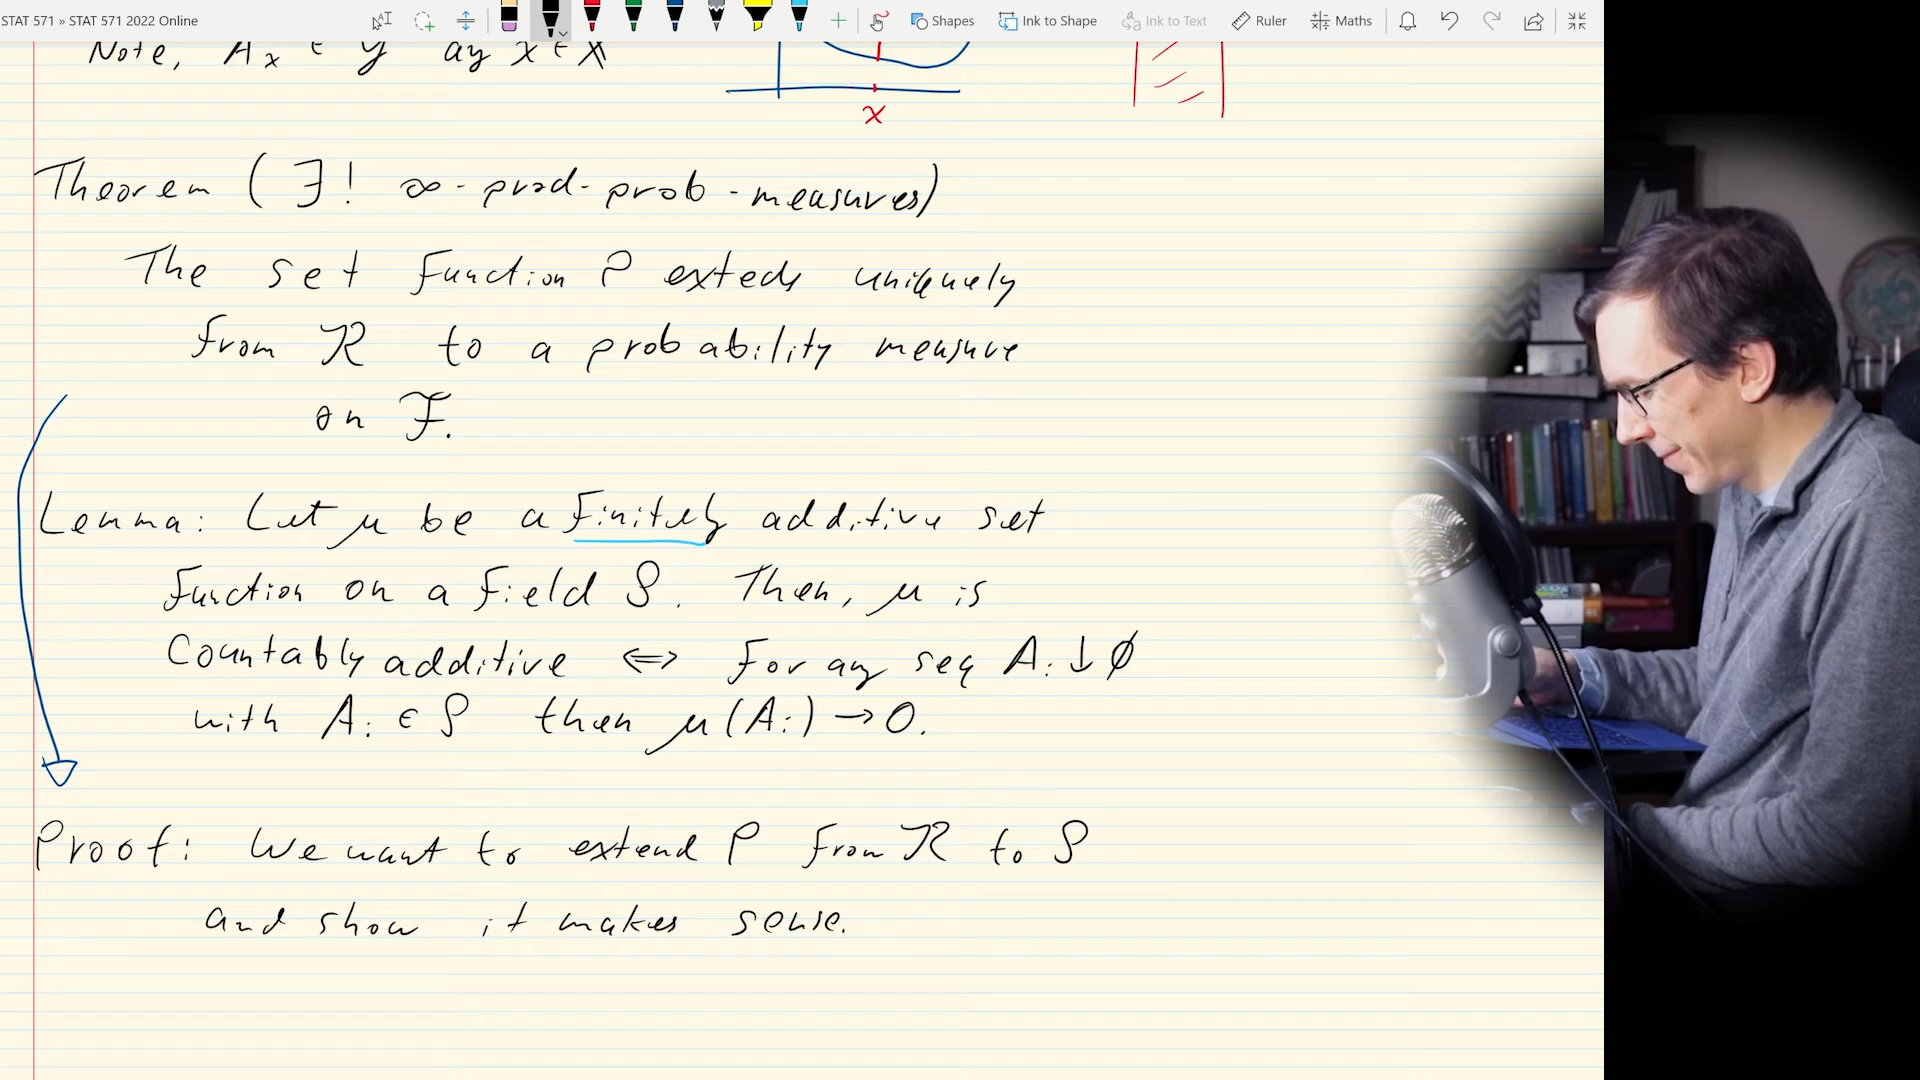 STAT 571 » STAT 571 2022 Online
Shapes Ink to Shape Ink to Text Ruler Maths
Note, Aₓ ∈ Y ay x ∈ X
x
Theorem (∃! ∞-prod-prob-measures)
The set function P exteds uniquely
from R to a probability measure
on F.
Lemma: Let μ be a finitely additive set
function on a field S. Then, μ is
Countably additive ⇔ for ay seq Aᵢ ↓ ∅
with Aᵢ ∈ S then μ(Aᵢ) → 0.
Proof: We want to extend P from R to S
and show it makes sense.